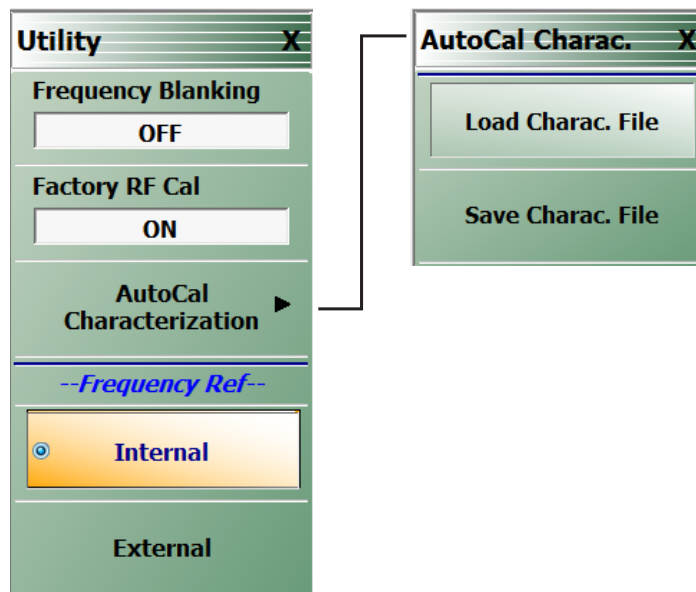 Utility X
Frequency Blanking
OFF
Factory RF Cal
ON
AutoCal
Characterization
--Frequency Ref--
Internal
External
AutoCal Charac. X
Load Charac. File
Save Charac. File